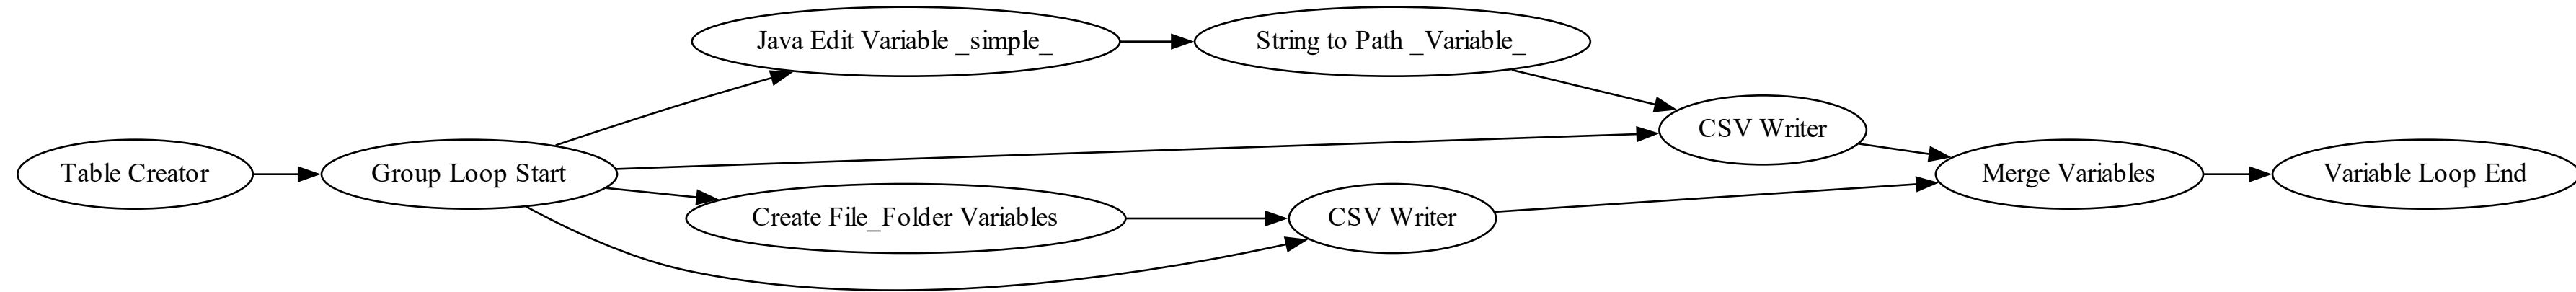 Java Edit Variable _simple_
String to Path _Variable_
CSV Writer
Table Creator
Group Loop Start
Merge Variables
Variable Loop End
Create File_Folder Variables
CSV Writer